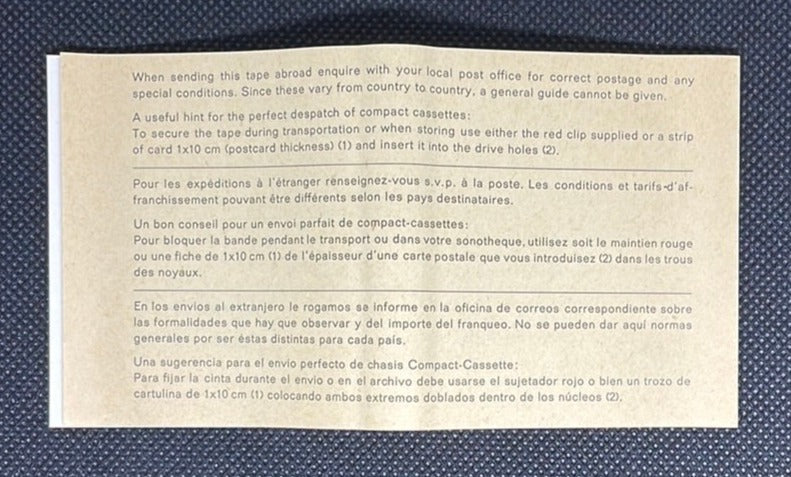 When sending this tape abroad enquire with your local post office for correct postage and any
special conditions. Since these vary from country to country, a general guide cannot be given.
A useful hint for the perfect despatch of compact cassettes:
To secure the tape during transportation or when storing use either the red clip supplied or a strip
of card 1x10 cm (postcard thickness) (1) and insert it into the drive holes (2).
Pour les expéditions à l'étranger renseignez-vous s.v.p. à la poste. Les conditions et tarifs d'af-
franchissement pouvant être différents selon les pays destinataires.
Un bon conseil pour un envoi parfait de compact-cassettes:
Pour bloquer la bande pendant le transport ou dans votre sonotheque, utilisez soit le maintien rouge
ou une fiche de 1x10 cm (1) de l'épaisseur d'une carte postale que vous introduisez (2) dans les trous
des noyaux.
En los envios al extranjero le rogamos se informe en la oficina de correos correspondiente sobre
las formalidades que hay que observar y del importe del franqueo. No se pueden dar aquí normas
generales por ser éstas distintas para cada país.
Una sugerencia para el envio perfecto de chasis Compact-Cassette:
Para fijar la cinta durante el envio o en el archivo debe usarse el sujetador rojo o bien un trozo de
cartulina de 1x10 cm (1) colocando ambos extremos doblados dentro de los núcleos (2).